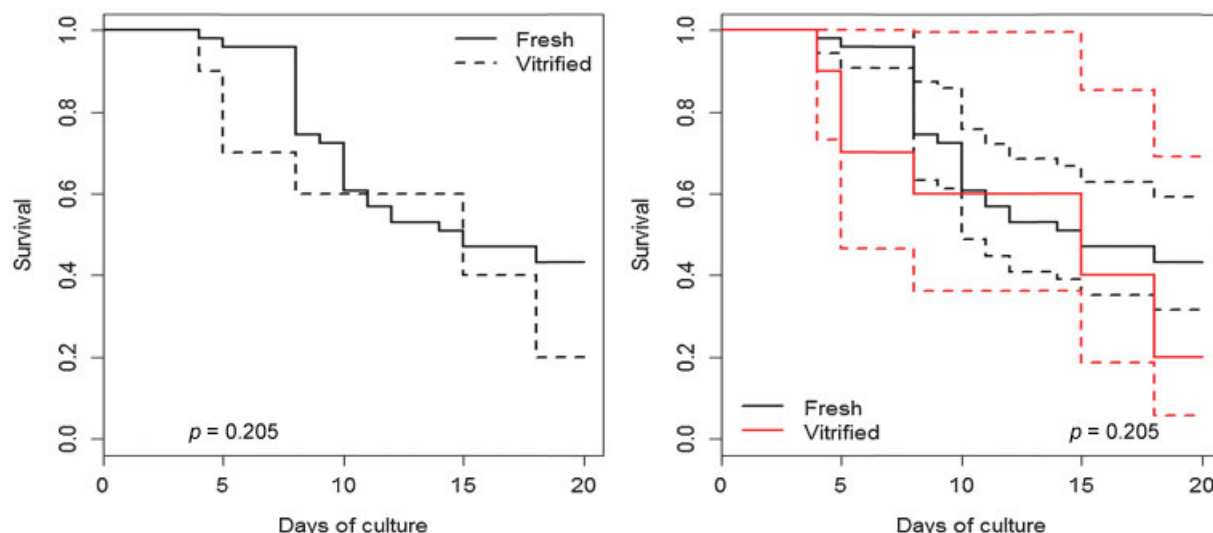 Fresh
Vitrified
Survival
1.0
0.8
0.6
0.4
0.2
0.0
p = 0.205
0 5 10 15 20
Days of culture
Survival
1.0
0.8
0.6
0.4
0.2
0.0
Fresh
Vitrified
p = 0.205
0 5 10 15 20
Days of culture